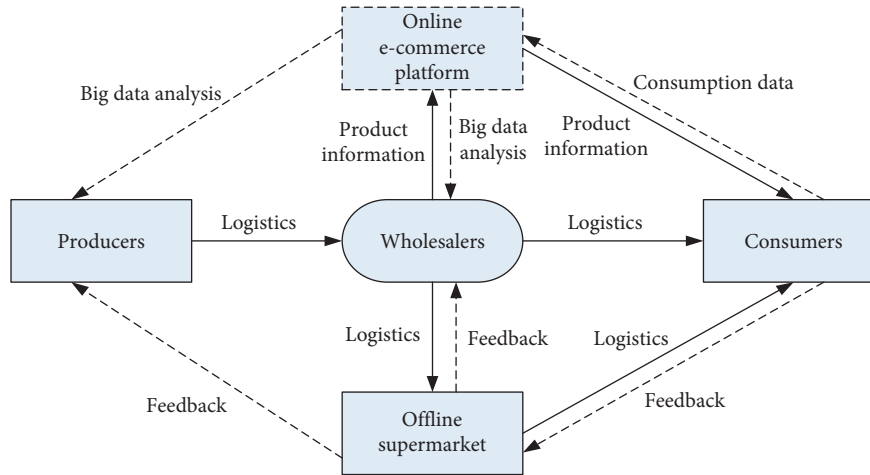 Online
e-commerce
platform
Consumption data
Big data analysis
Product
information
Big data
analysis
Product
information
Producers
Logistics
Wholesalers
Logistics
Consumers
Logistics
Feedback
Logistics
Feedback
Feedback
Offline
supermarket